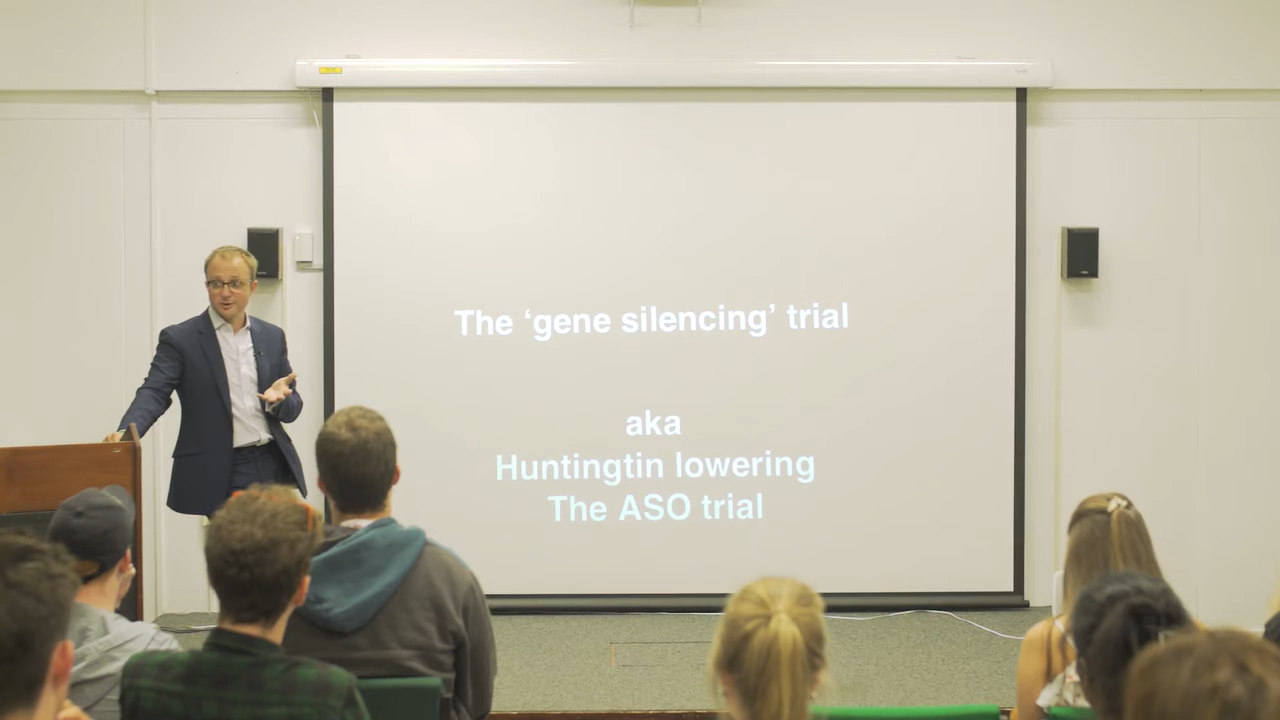 The ‘gene silencing’ trial
aka
Huntingtin lowering
The ASO trial